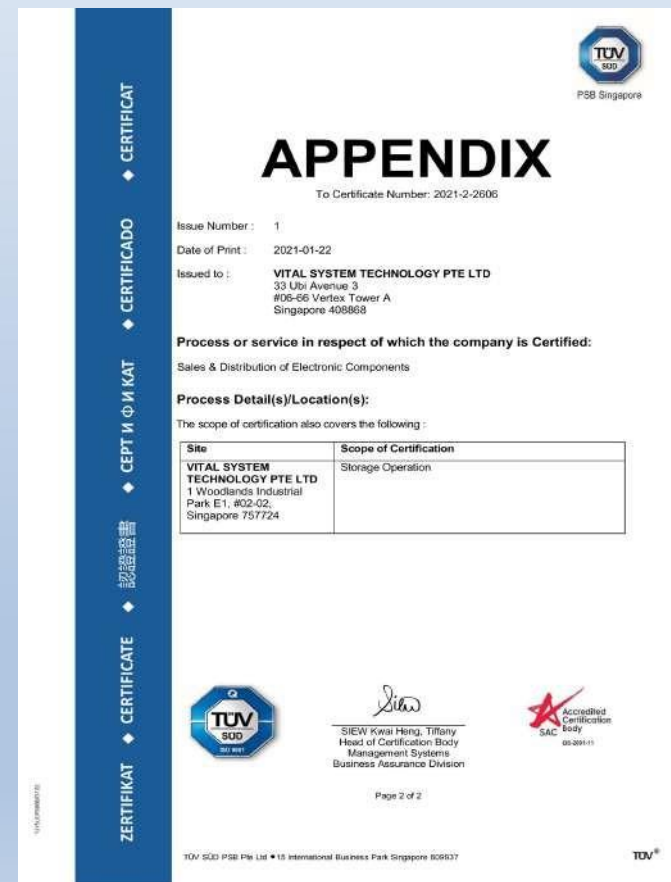 TÜV
SÜD
PSB Singapore
APPENDIX
To Certificate Number: 2021-2-2606
Issue Number : 1
Date of Print : 2021-01-22
Issued to : VITAL SYSTEM TECHNOLOGY PTE LTD
33 Ubi Avenue 3
#06-66 Vertex Tower A
Singapore 408868
Process or service in respect of which the company is Certified:
Sales & Distribution of Electronic Components
Process Detail(s)/Location(s):
The scope of certification also covers the following :
Site Scope of Certification
VITAL SYSTEM Storage Operation
TECHNOLOGY PTE LTD
1 Woodlands Industrial
Park E1, #02-02,
Singapore 757724
Q
TÜV
SÜD
ISO 9001
SIEW Kwai Heng, Tiffany
Head of Certification Body
Management Systems
Business Assurance Division
Page 2 of 2
SAC
Accredited
Certification
Body
TÜV SÜD PSB Pte Ltd ◆ 15 International Business Park Singapore 609937
TÜV®
ZERTIFIKAT ◆ CERTIFICATE ◆ 認證證書 ◆ СЕРТИФИКАТ ◆ CERTIFICADO ◆ CERTIFICAT